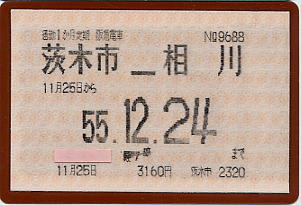 通勤1か月定期 阪急電車 №9688
茨木市 — 相川
11月25日から
55.12.24
まで
11月25日 3160円 茨木市 2320